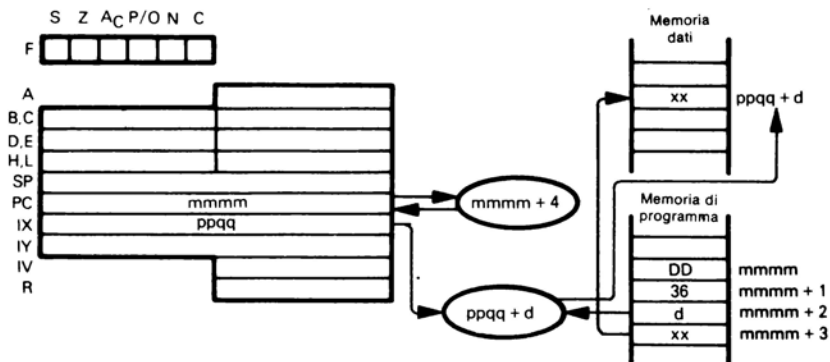 S Z A_C P/O N C
F
A
B,C
D,E
H,L
SP
PC mmmm
IX ppqq
IY
IV
R
mmmm + 4
ppqq + d
Memoria
dati
xx ppqq + d
Memoria di
programma
DD mmmm
36 mmmm + 1
d mmmm + 2
xx mmmm + 3